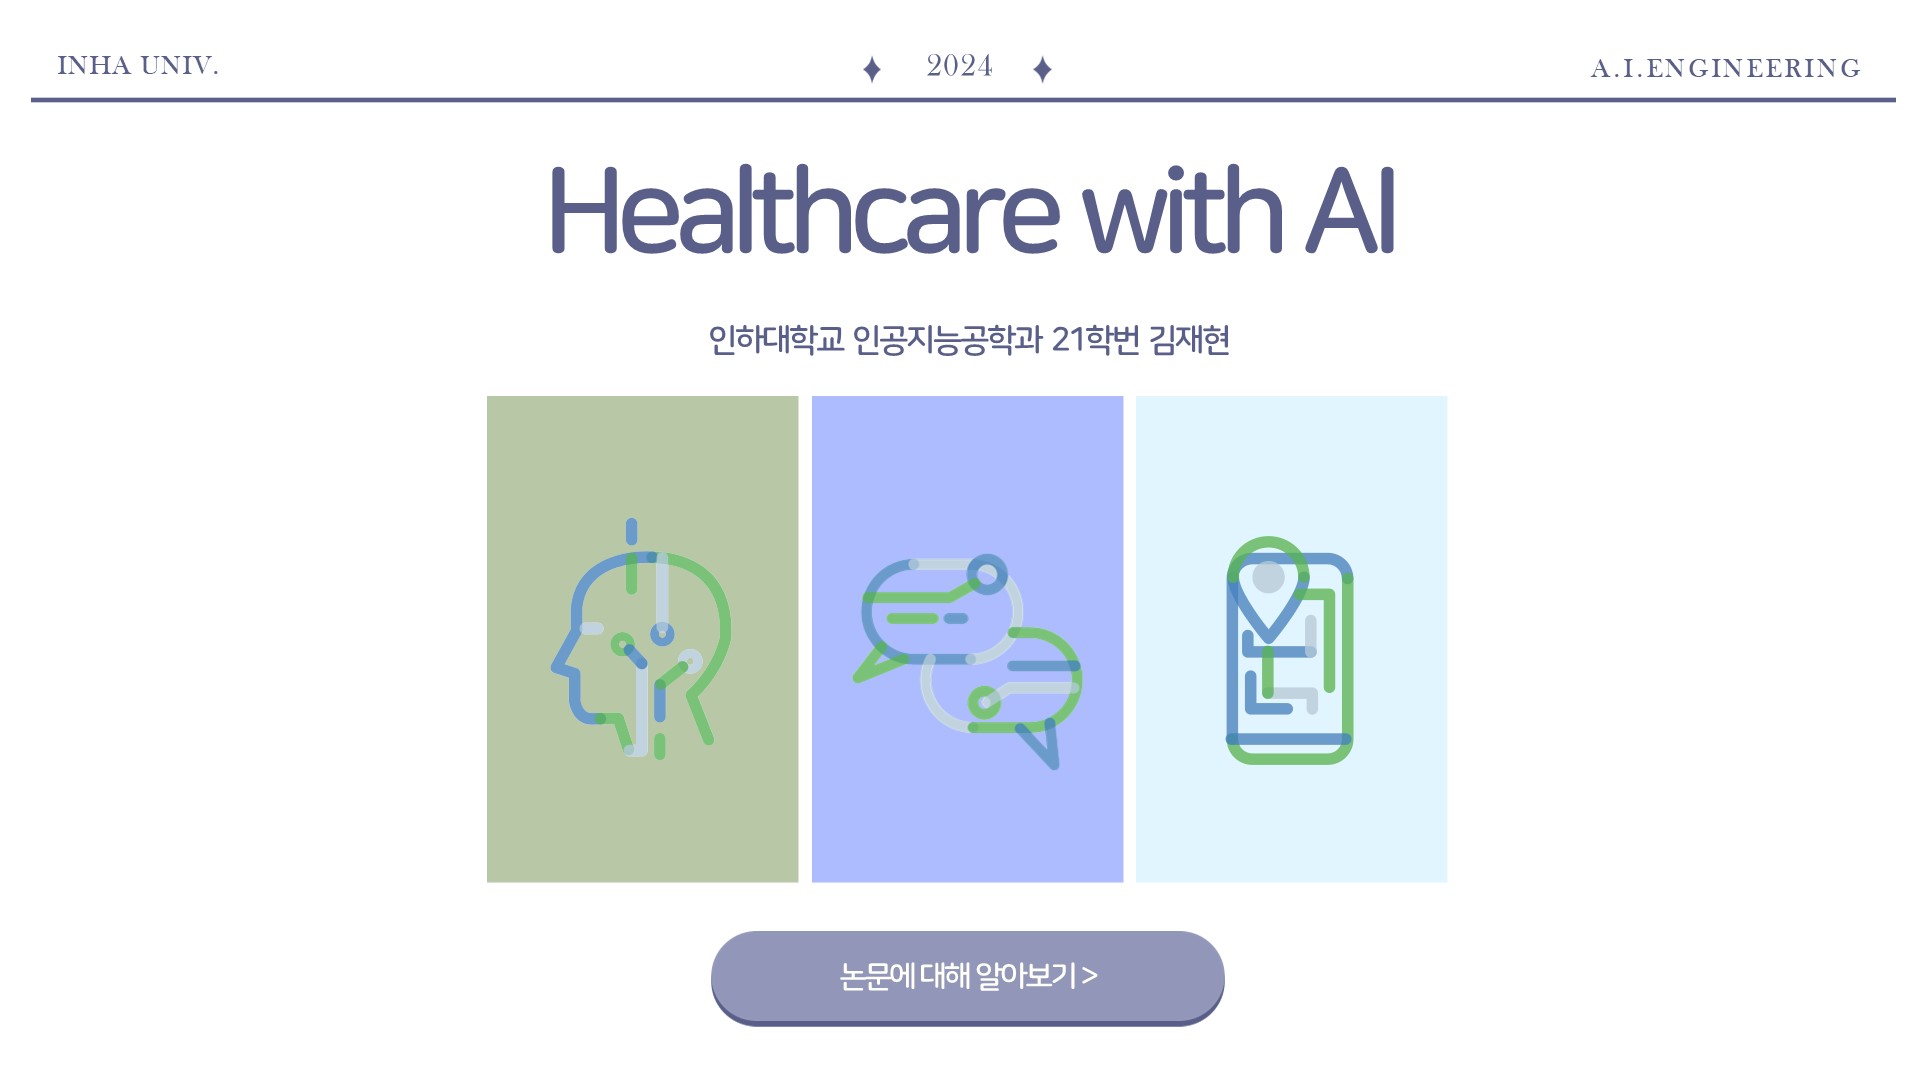 INHA UNIV.
2024
A.I.ENGINEERING
Healthcare with AI
인하대학교 인공지능공학과 21학번 김재현
논문에 대해 알아보기 >